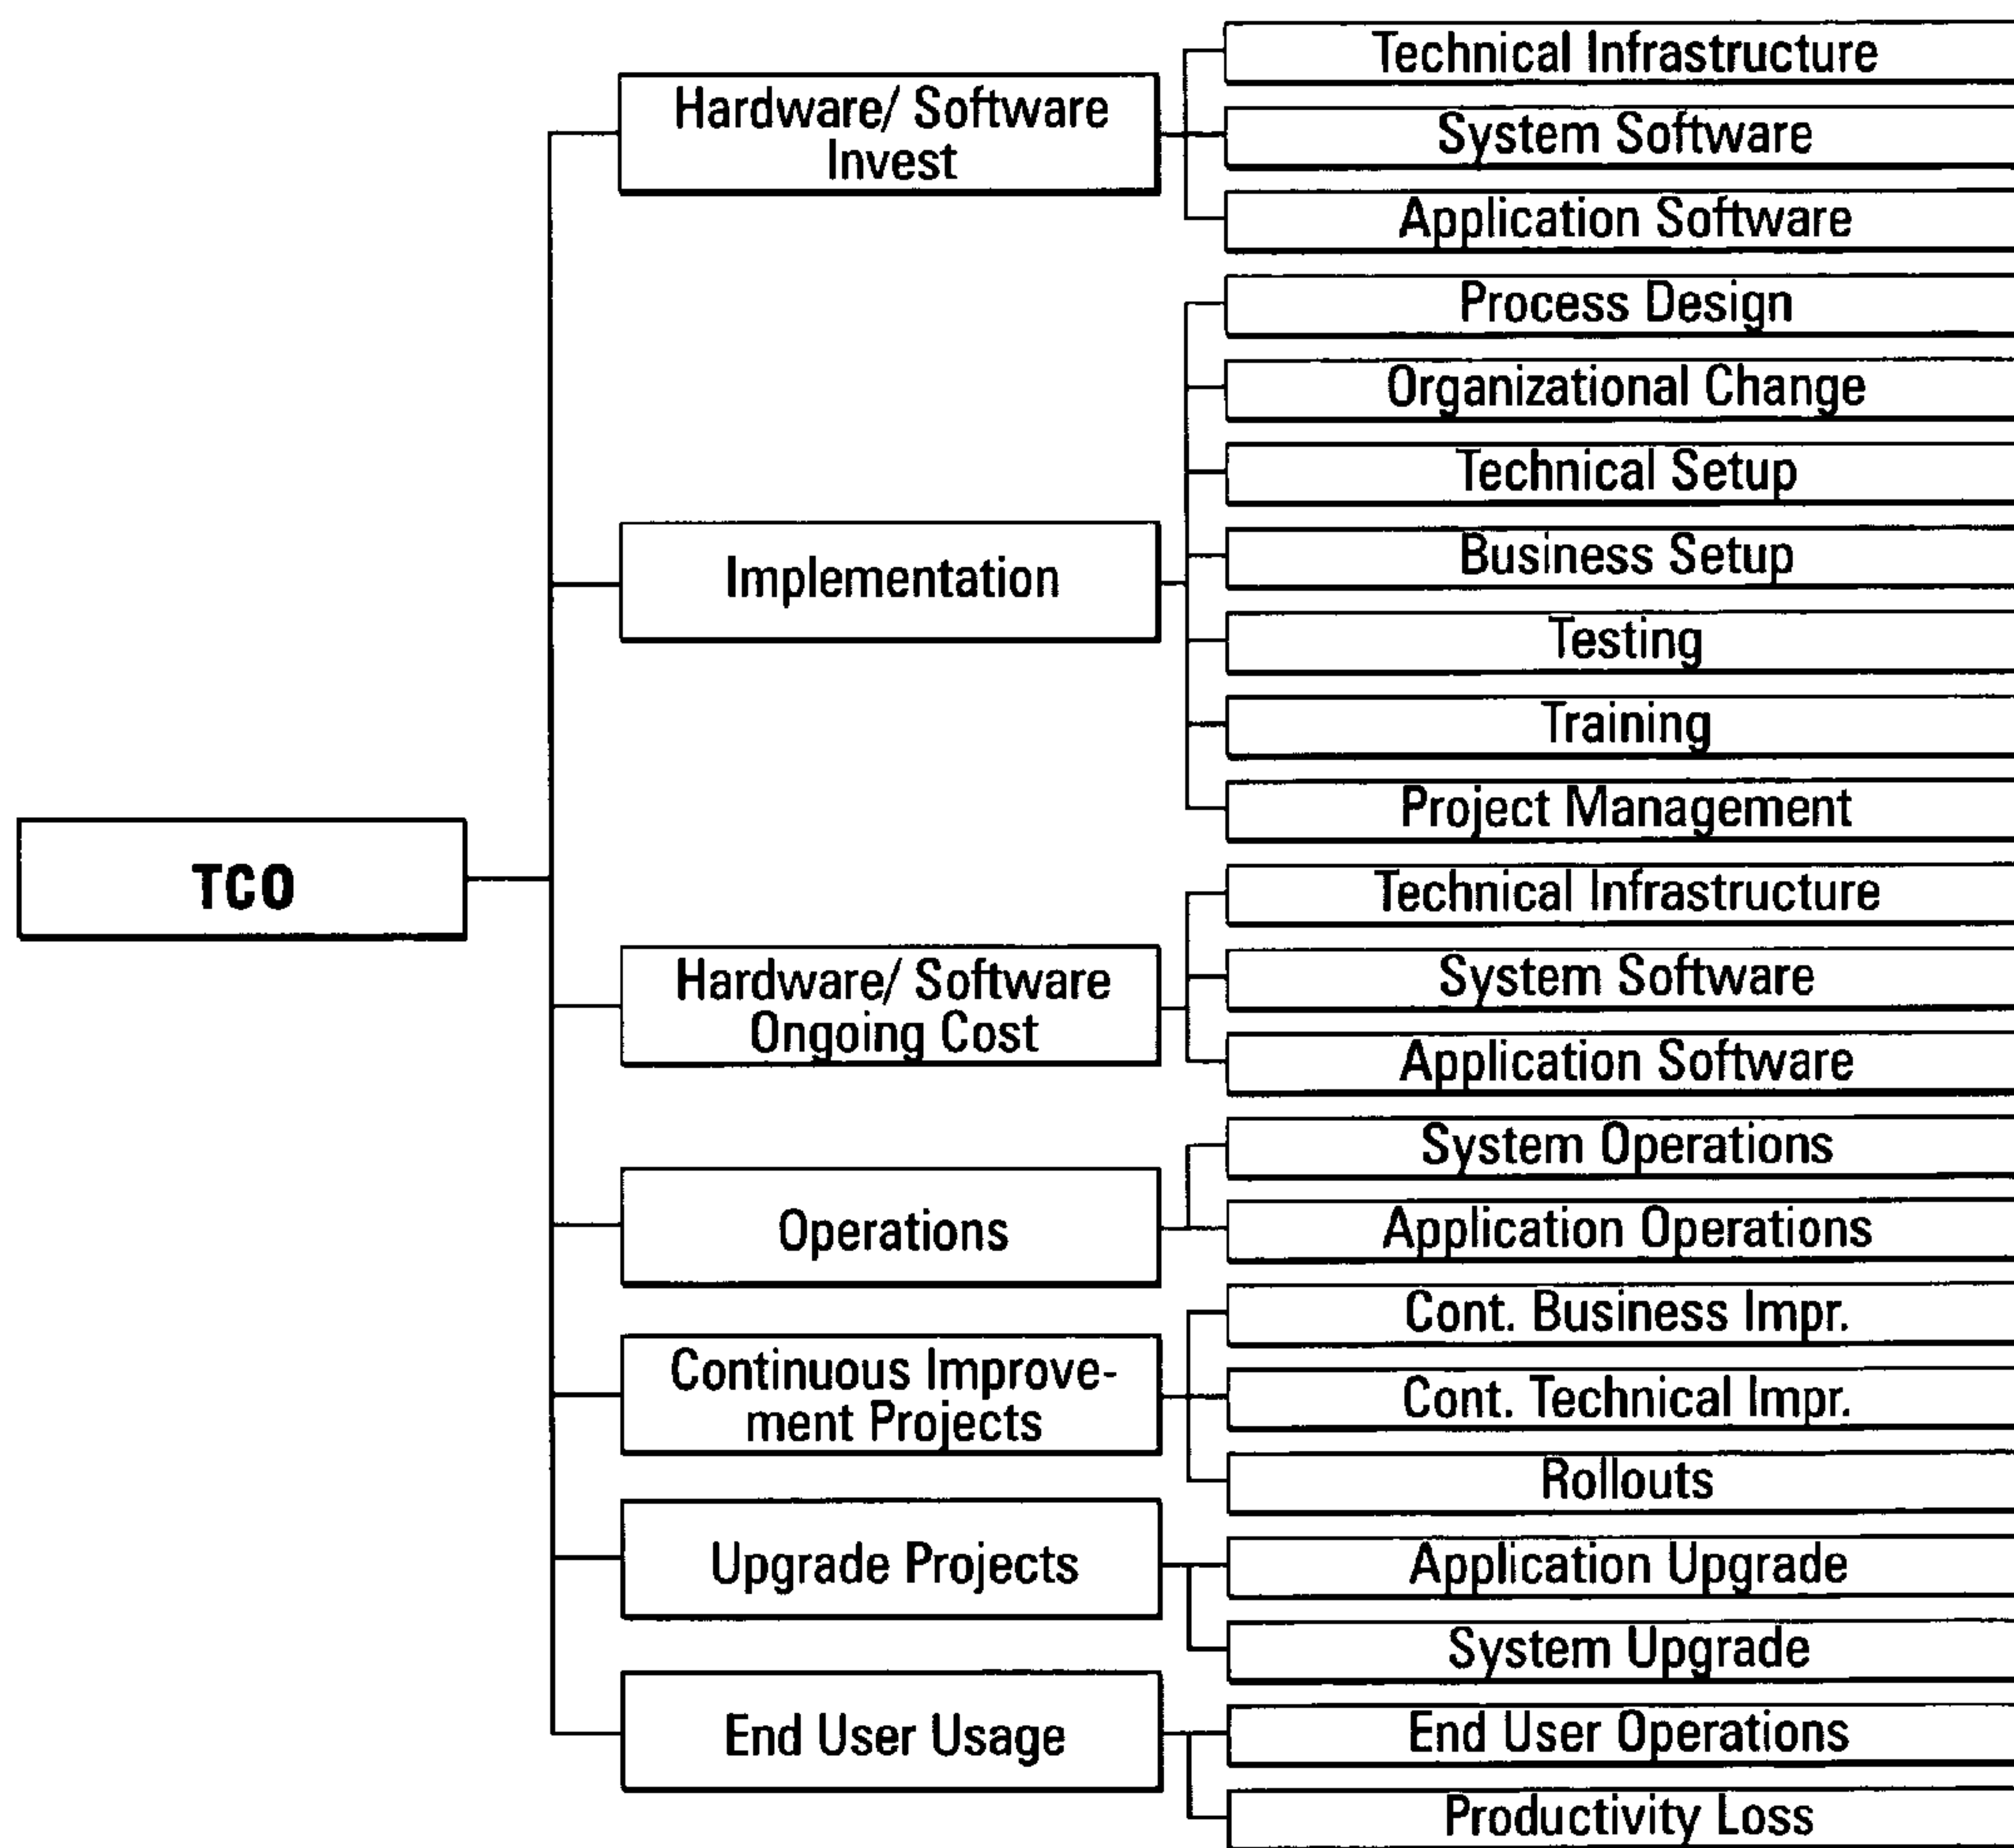 TCO
Hardware/ Software
Invest
Technical Infrastructure
System Software
Application Software
Implementation
Process Design
Organizational Change
Technical Setup
Business Setup
Testing
Training
Project Management
Hardware/ Software
Ongoing Cost
Technical Infrastructure
System Software
Application Software
Operations
System Operations
Application Operations
Continuous Improve-
ment Projects
Cont. Business Impr.
Cont. Technical Impr.
Rollouts
Upgrade Projects
Application Upgrade
System Upgrade
End User Usage
End User Operations
Productivity Loss